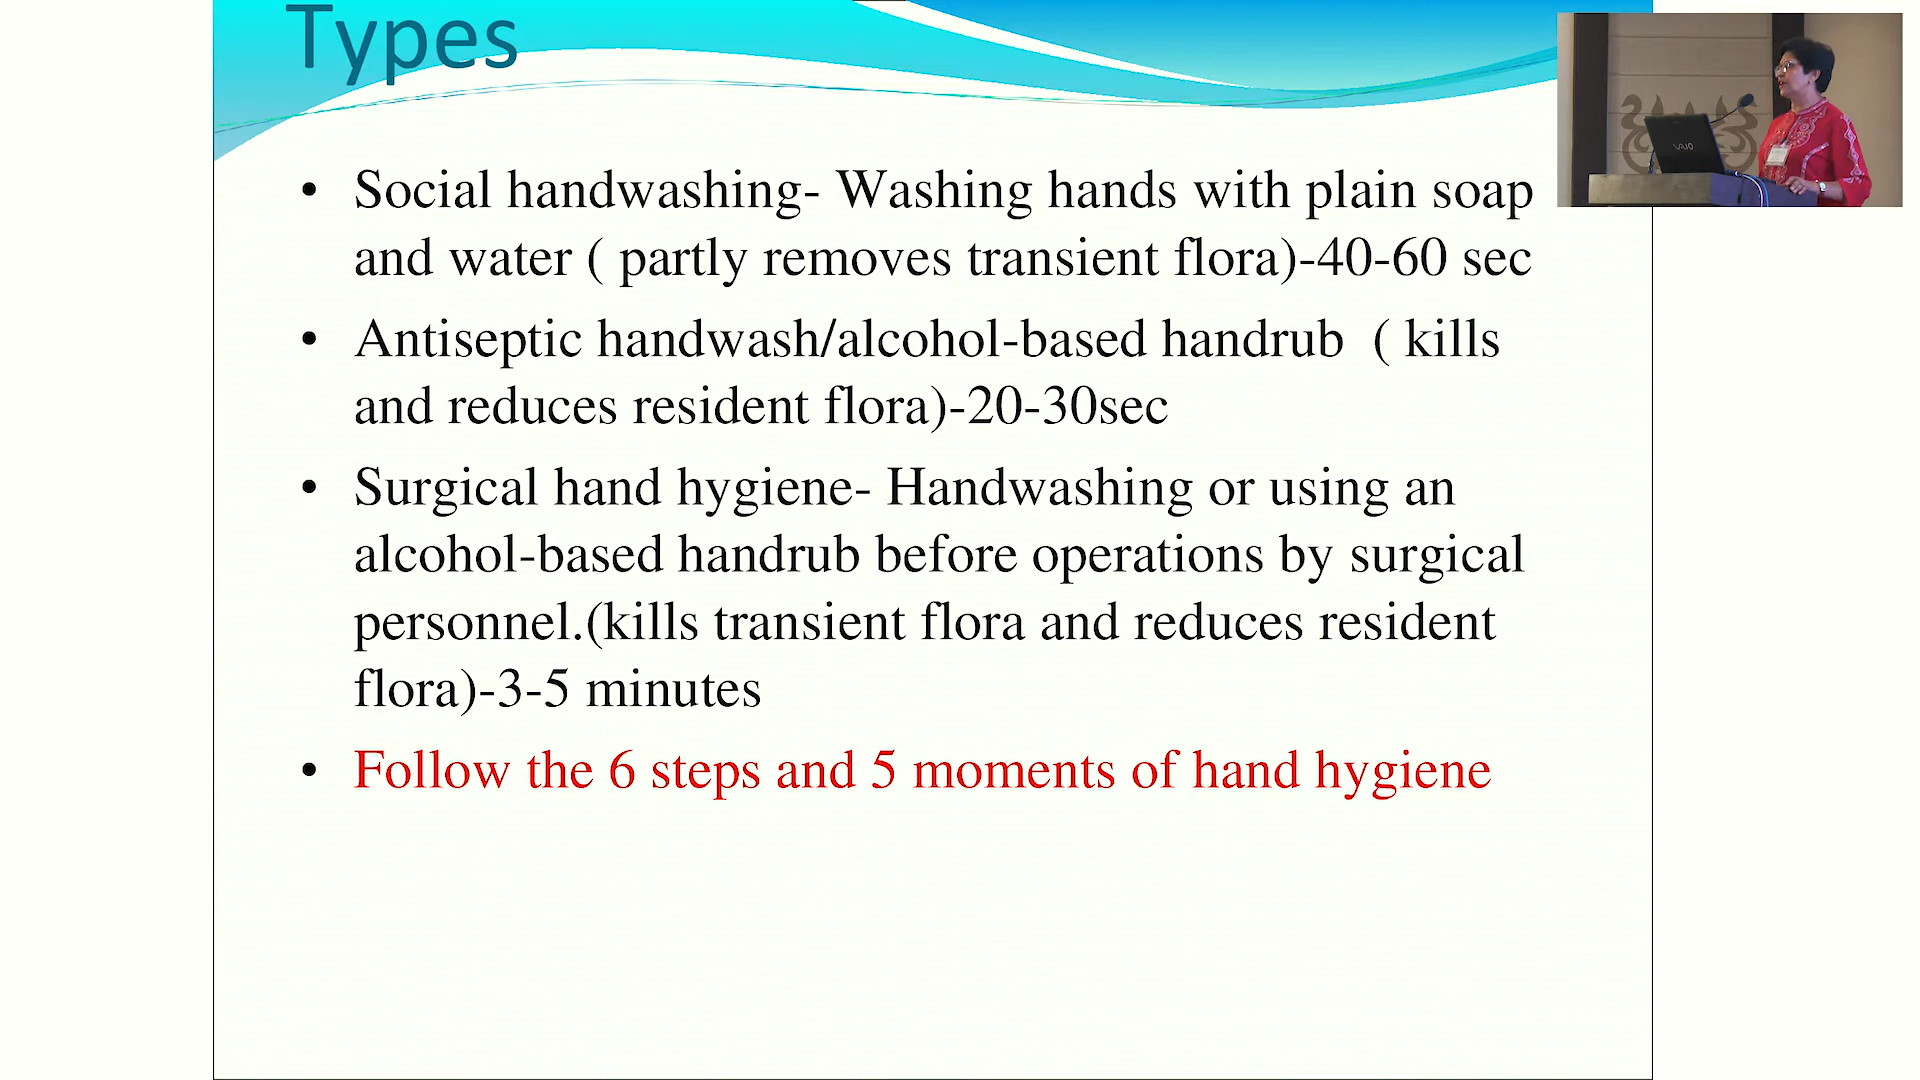 Types
• Social handwashing- Washing hands with plain soap
and water ( partly removes transient flora)-40-60 sec
• Antiseptic handwash/alcohol-based handrub ( kills
and reduces resident flora)-20-30sec
• Surgical hand hygiene- Handwashing or using an
alcohol-based handrub before operations by surgical
personnel.(kills transient flora and reduces resident
flora)-3-5 minutes
• Follow the 6 steps and 5 moments of hand hygiene
VAIO